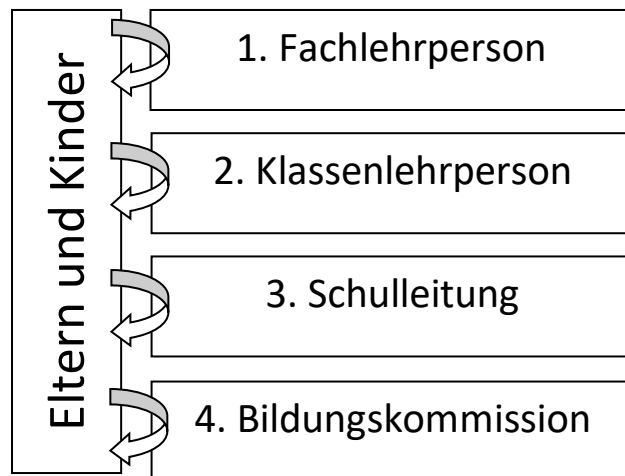 Eltern und Kinder
1. Fachlehrperson
2. Klassenlehrperson
3. Schulleitung
4. Bildungskommission